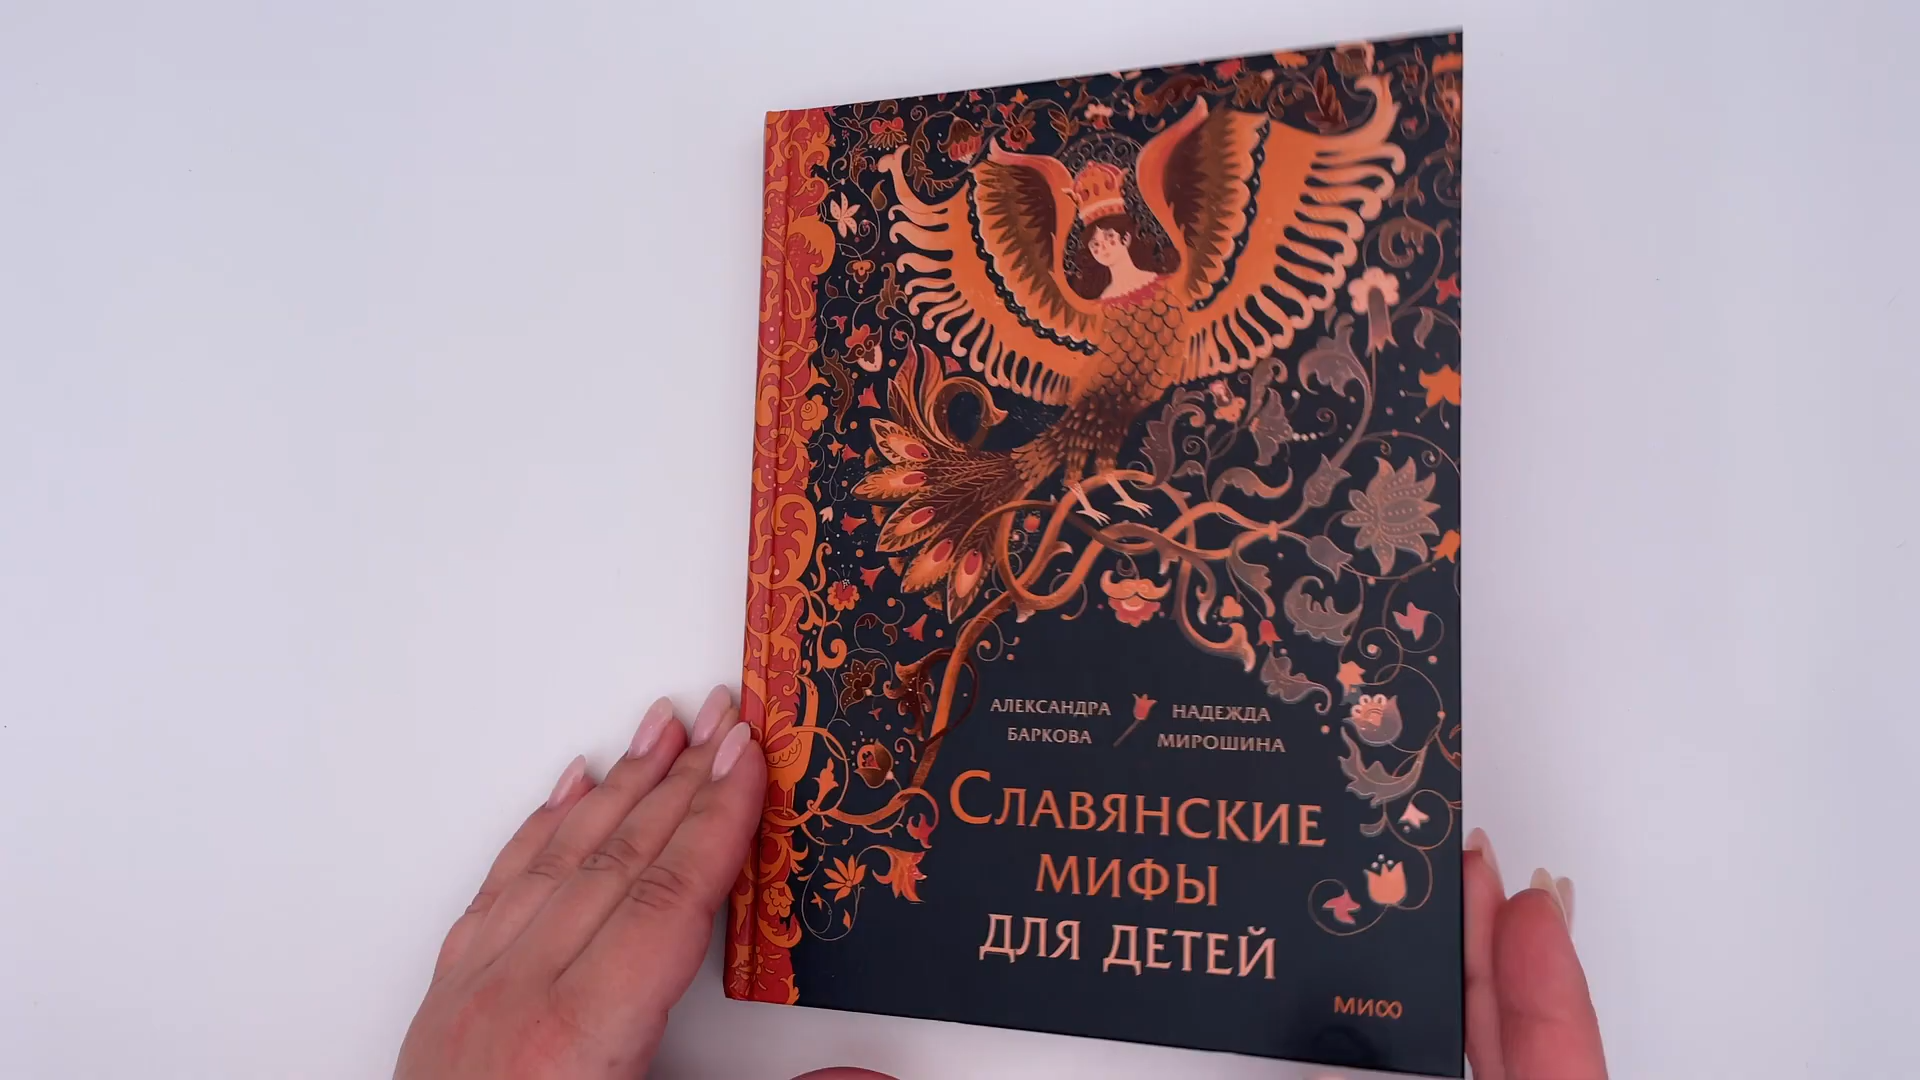 АЛЕКСАНДРА
БАРКОВА
НАДЕЖДА
МИРОШИНА
СЛАВЯНСКИЕ
МИФЫ
ДЛЯ ДЕТЕЙ
МИФ